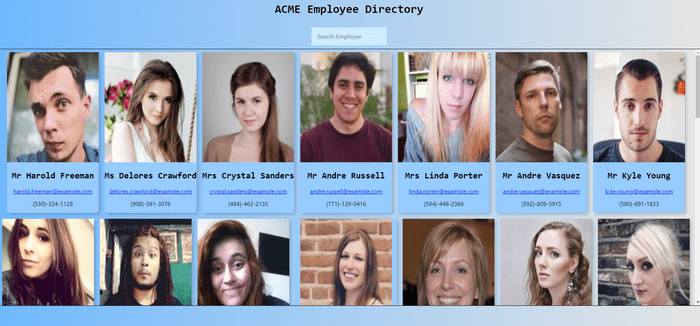 ACME Employee Directory
Search Employee
Mr Harold Freeman
Ms Delores Crawford
Mrs Crystal Sanders
Mr Andre Russell
Mrs Linda Porter
Mr Andre Vasquez
Mr Kyle Young
harold.freeman@example.com
delores.crawford@example.com
crystal.sanders@example.com
andre.russell@example.com
linda.porter@example.com
andre.vasquez@example.com
kyle.young@example.com
(530)-324-1128
(908)-591-3076
(484)-462-2135
(771)-129-0416
(594)-448-2366
(592)-809-5915
(580)-891-1833